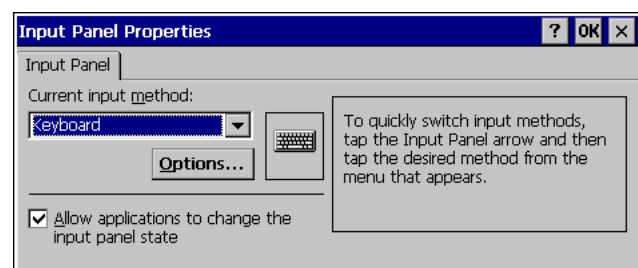 Input Panel Properties ? OK ×
Input Panel
Current input method:
Keyboard
Options...
To quickly switch input methods,
tap the Input Panel arrow and then
tap the desired method from the
menu that appears.
Allow applications to change the
input panel state